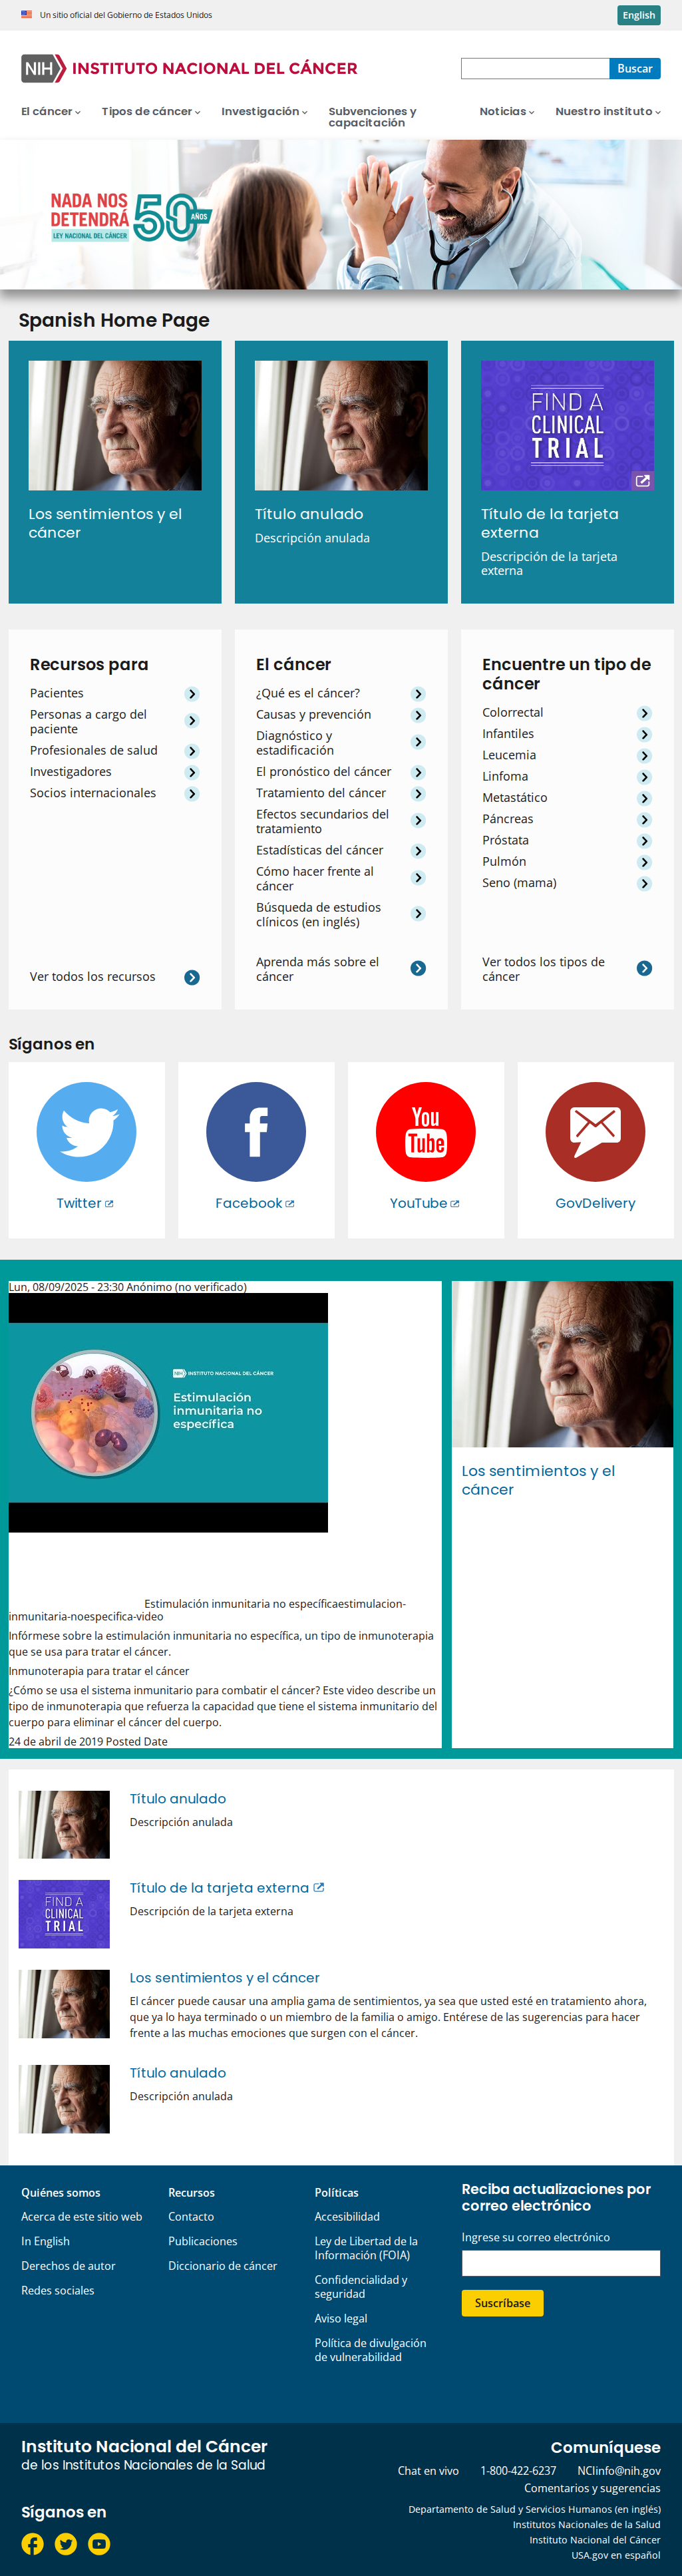 Un sitio oficial del Gobierno de Estados Unidos
English
NIH INSTITUTO NACIONAL DEL CÁNCER
Buscar
El cáncer
Tipos de cáncer
Investigación
Subvenciones y
capacitación
Noticias
Nuestro instituto
NADA NOS
DETENDRÁ
LEY NACIONAL DEL CÁNCER
50 AÑOS
Spanish Home Page
Los sentimientos y el
cáncer
Título anulado
Descripción anulada
FIND A
CLINICAL
TRIAL
Título de la tarjeta
externa
Descripción de la tarjeta
externa
Recursos para
Pacientes
Personas a cargo del
paciente
Profesionales de salud
Investigadores
Socios internacionales
Ver todos los recursos
El cáncer
¿Qué es el cáncer?
Causas y prevención
Diagnóstico y
estadificación
El pronóstico del cáncer
Tratamiento del cáncer
Efectos secundarios del
tratamiento
Estadísticas del cáncer
Cómo hacer frente al
cáncer
Búsqueda de estudios
clínicos (en inglés)
Aprenda más sobre el
cáncer
Encuentre un tipo de
cáncer
Colorrectal
Infantiles
Leucemia
Linfoma
Metastático
Páncreas
Próstata
Pulmón
Seno (mama)
Ver todos los tipos de
cáncer
Síganos en
You
Tube
Twitter
Facebook
YouTube
GovDelivery
Lun, 08/09/2025 - 23:30 Anónimo (no verificado)
NIH INSTITUTO NACIONAL DEL CÁNCER
Estimulación
inmunitaria no
específica
Estimulación inmunitaria no específicaestimulacion-
inmunitaria-noespecifica-video
Infórmese sobre la estimulación inmunitaria no específica, un tipo de inmunoterapia
que se usa para tratar el cáncer.
Inmunoterapia para tratar el cáncer
¿Cómo se usa el sistema inmunitario para combatir el cáncer? Este video describe un
tipo de inmunoterapia que refuerza la capacidad que tiene el sistema inmunitario del
cuerpo para eliminar el cáncer del cuerpo.
24 de abril de 2019 Posted Date
Los sentimientos y el
cáncer
Título anulado
Descripción anulada
FIND A
CLINICAL
TRIAL
Título de la tarjeta externa
Descripción de la tarjeta externa
Los sentimientos y el cáncer
El cáncer puede causar una amplia gama de sentimientos, ya sea que usted esté en tratamiento ahora,
que ya lo haya terminado o un miembro de la familia o amigo. Entérese de las sugerencias para hacer
frente a las muchas emociones que surgen con el cáncer.
Título anulado
Descripción anulada
Quiénes somos
Acerca de este sitio web
In English
Derechos de autor
Redes sociales
Recursos
Contacto
Publicaciones
Diccionario de cáncer
Políticas
Accesibilidad
Ley de Libertad de la
Información (FOIA)
Confidencialidad y
seguridad
Aviso legal
Política de divulgación
de vulnerabilidad
Reciba actualizaciones por
correo electrónico
Ingrese su correo electrónico
Suscríbase
Instituto Nacional del Cáncer
de los Institutos Nacionales de la Salud
Síganos en
Comuníquese
Chat en vivo
1-800-422-6237
NCIinfo@nih.gov
Comentarios y sugerencias
Departamento de Salud y Servicios Humanos (en inglés)
Institutos Nacionales de la Salud
Instituto Nacional del Cáncer
USA.gov en español